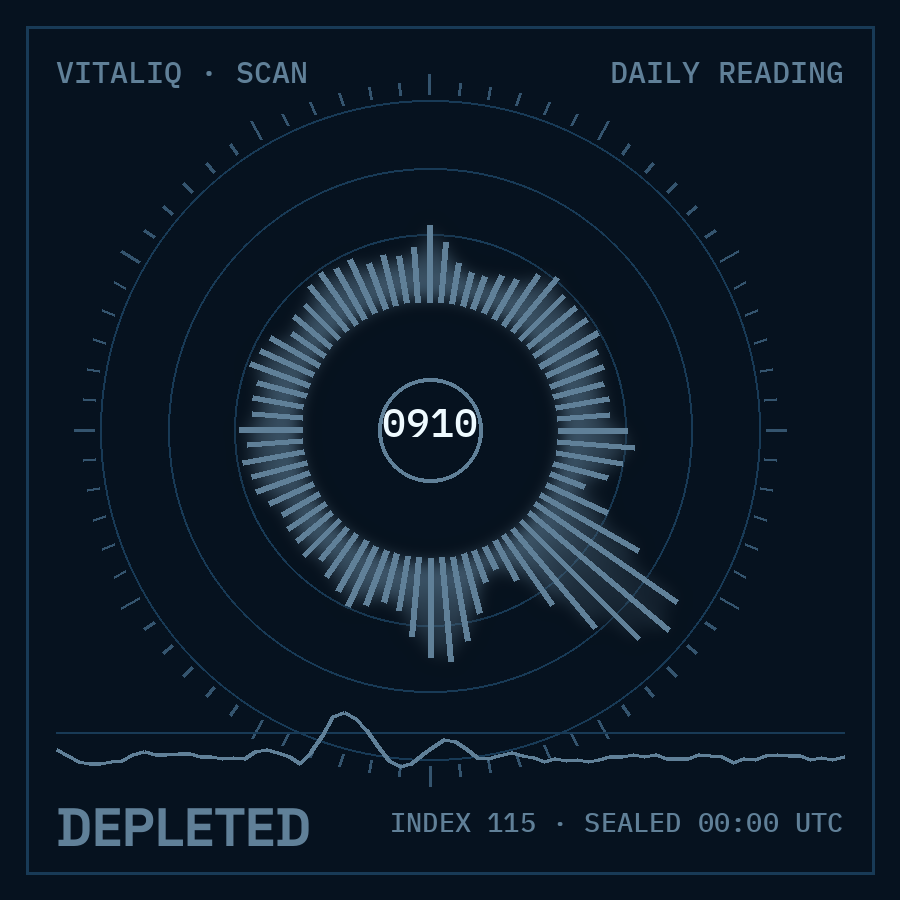 VITALIQ · SCAN
DAILY READING
0910
DEPLETED
INDEX 115 · SEALED 00:00 UTC